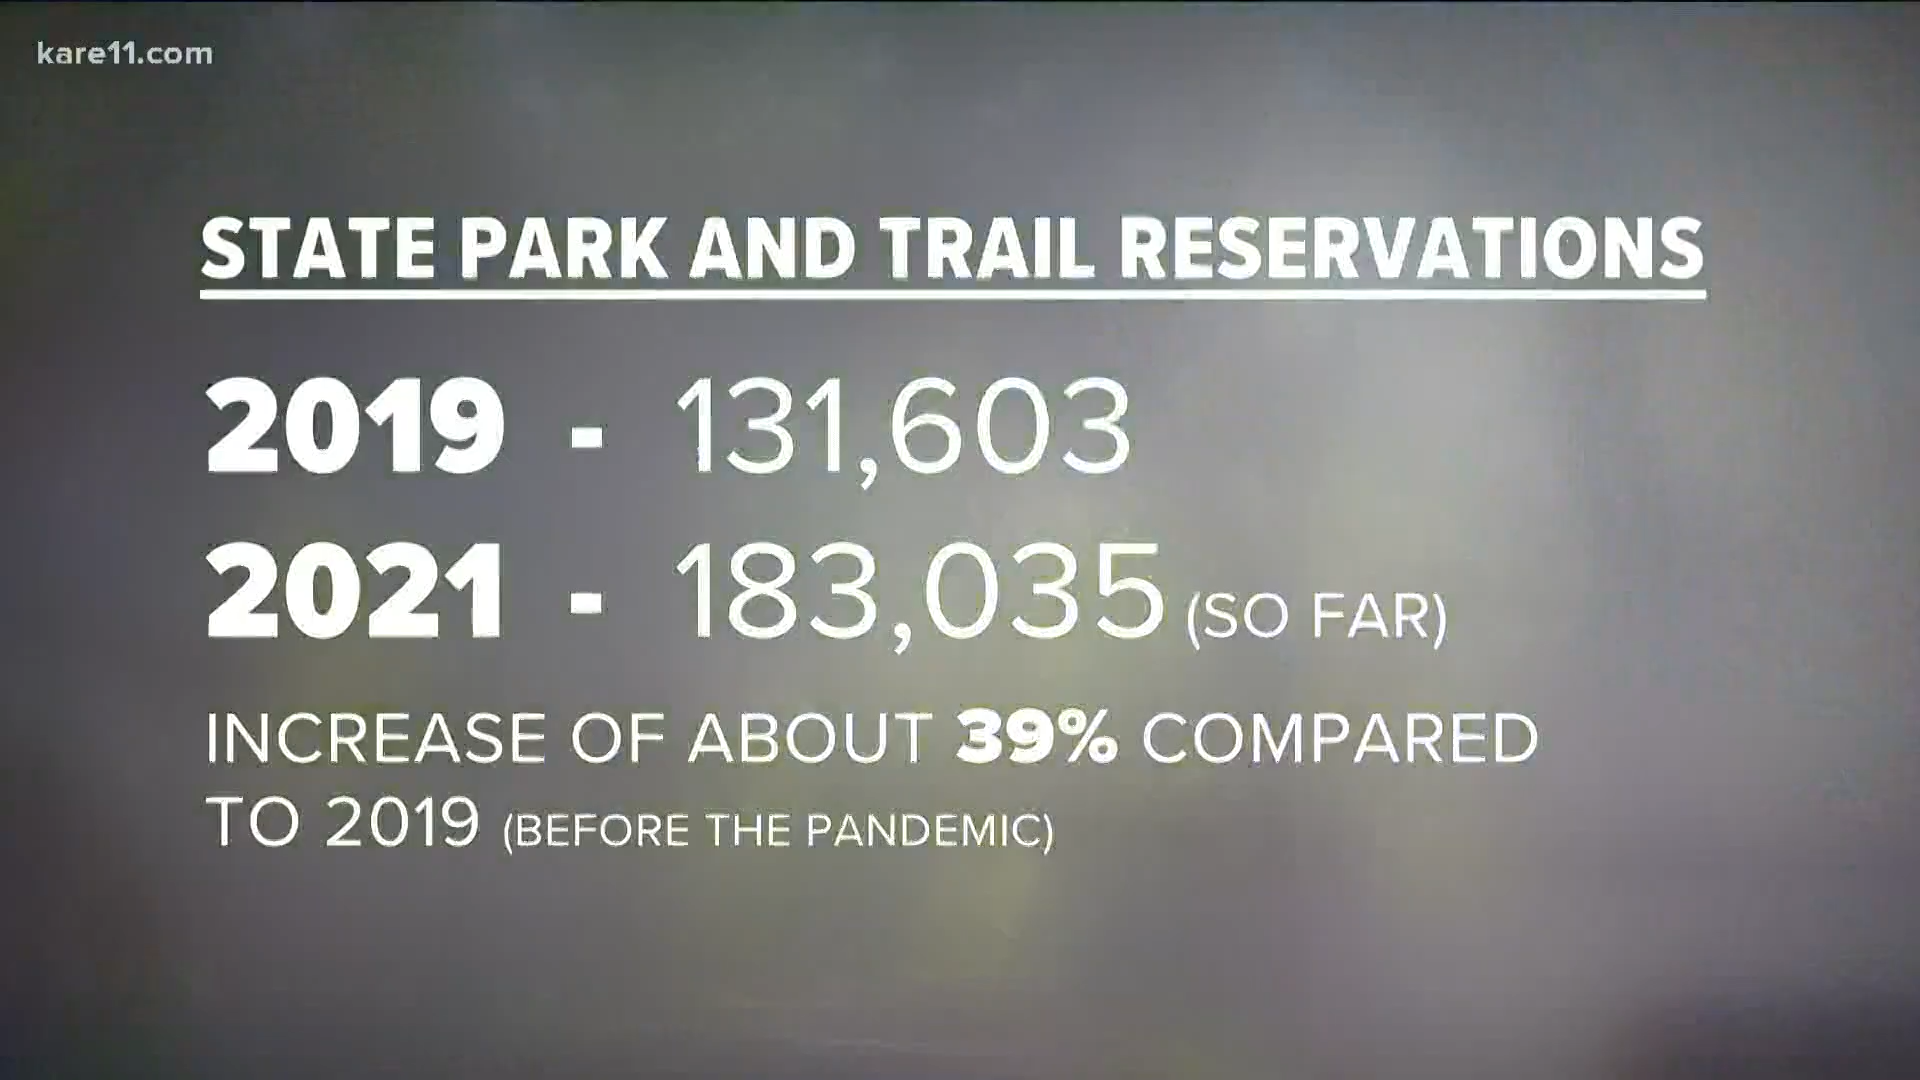 kare11.com
STATE PARK AND TRAIL RESERVATIONS
2019 - 131,603
2021 - 183,035 (SO FAR)
INCREASE OF ABOUT 39% COMPARED
TO 2019 (BEFORE THE PANDEMIC)